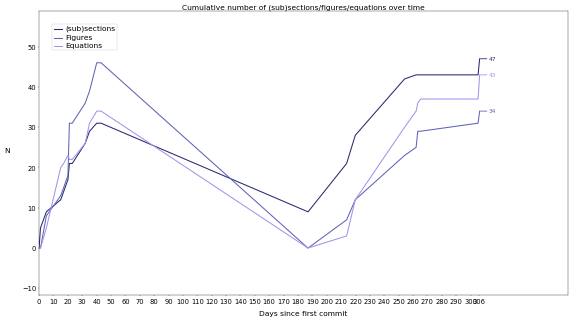 Cumulative number of (sub)sections/figures/equations over time
(sub)sections
Figures
Equations
50
40
30
20
10
0
−10
N
47
43
34
0 10 20 30 40 50 60 70 80 90 100 110 120 130 140 150 160 170 180 190 200 210 220 230 240 250 260 270 280 290 300 306
Days since first commit